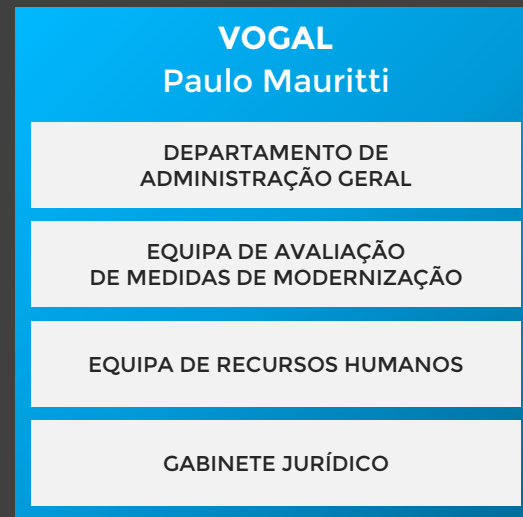 VOGAL
Paulo Mauritti
DEPARTAMENTO DE
ADMINISTRAÇÃO GERAL
EQUIPA DE AVALIAÇÃO
DE MEDIDAS DE MODERNIZAÇÃO
EQUIPA DE RECURSOS HUMANOS
GABINETE JURÍDICO